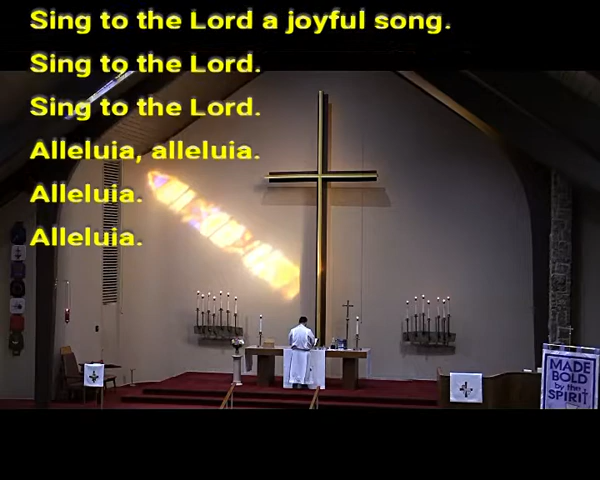 Sing to the Lord a joyful song.
Sing to the Lord.
Sing to the Lord.
Alleluia, alleluia.
Alleluia.
Alleluia.
MADE
BOLD
by the
SPIRIT